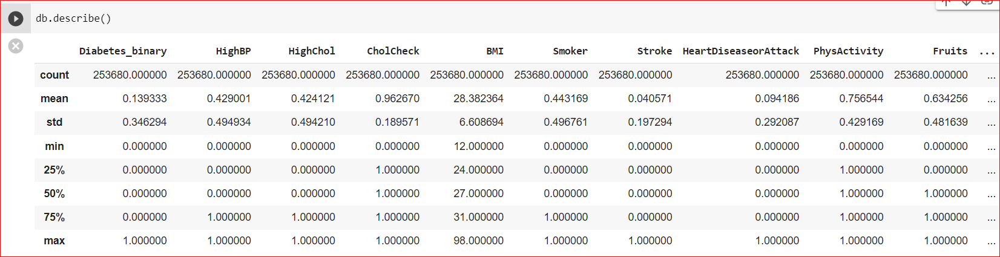 db.describe()
Diabetes_binary HighBP HighChol CholCheck BMI Smoker Stroke HeartDiseaseorAttack PhysActivity Fruits ...
count 253680.000000 253680.000000 253680.000000 253680.000000 253680.000000 253680.000000 253680.000000 253680.000000 253680.000000 253680.000000 ...
mean 0.139333 0.429001 0.424121 0.962670 28.382364 0.443169 0.040571 0.094186 0.756544 0.634256 ...
std 0.346294 0.494934 0.494210 0.189571 6.608694 0.496761 0.197294 0.292087 0.429169 0.481639 ...
min 0.000000 0.000000 0.000000 0.000000 12.000000 0.000000 0.000000 0.000000 0.000000 0.000000 ...
25% 0.000000 0.000000 0.000000 1.000000 24.000000 0.000000 0.000000 0.000000 1.000000 0.000000 ...
50% 0.000000 0.000000 0.000000 1.000000 27.000000 0.000000 0.000000 0.000000 1.000000 1.000000 ...
75% 0.000000 1.000000 1.000000 1.000000 31.000000 1.000000 0.000000 0.000000 1.000000 1.000000 ...
max 1.000000 1.000000 1.000000 1.000000 98.000000 1.000000 1.000000 1.000000 1.000000 1.000000 ...